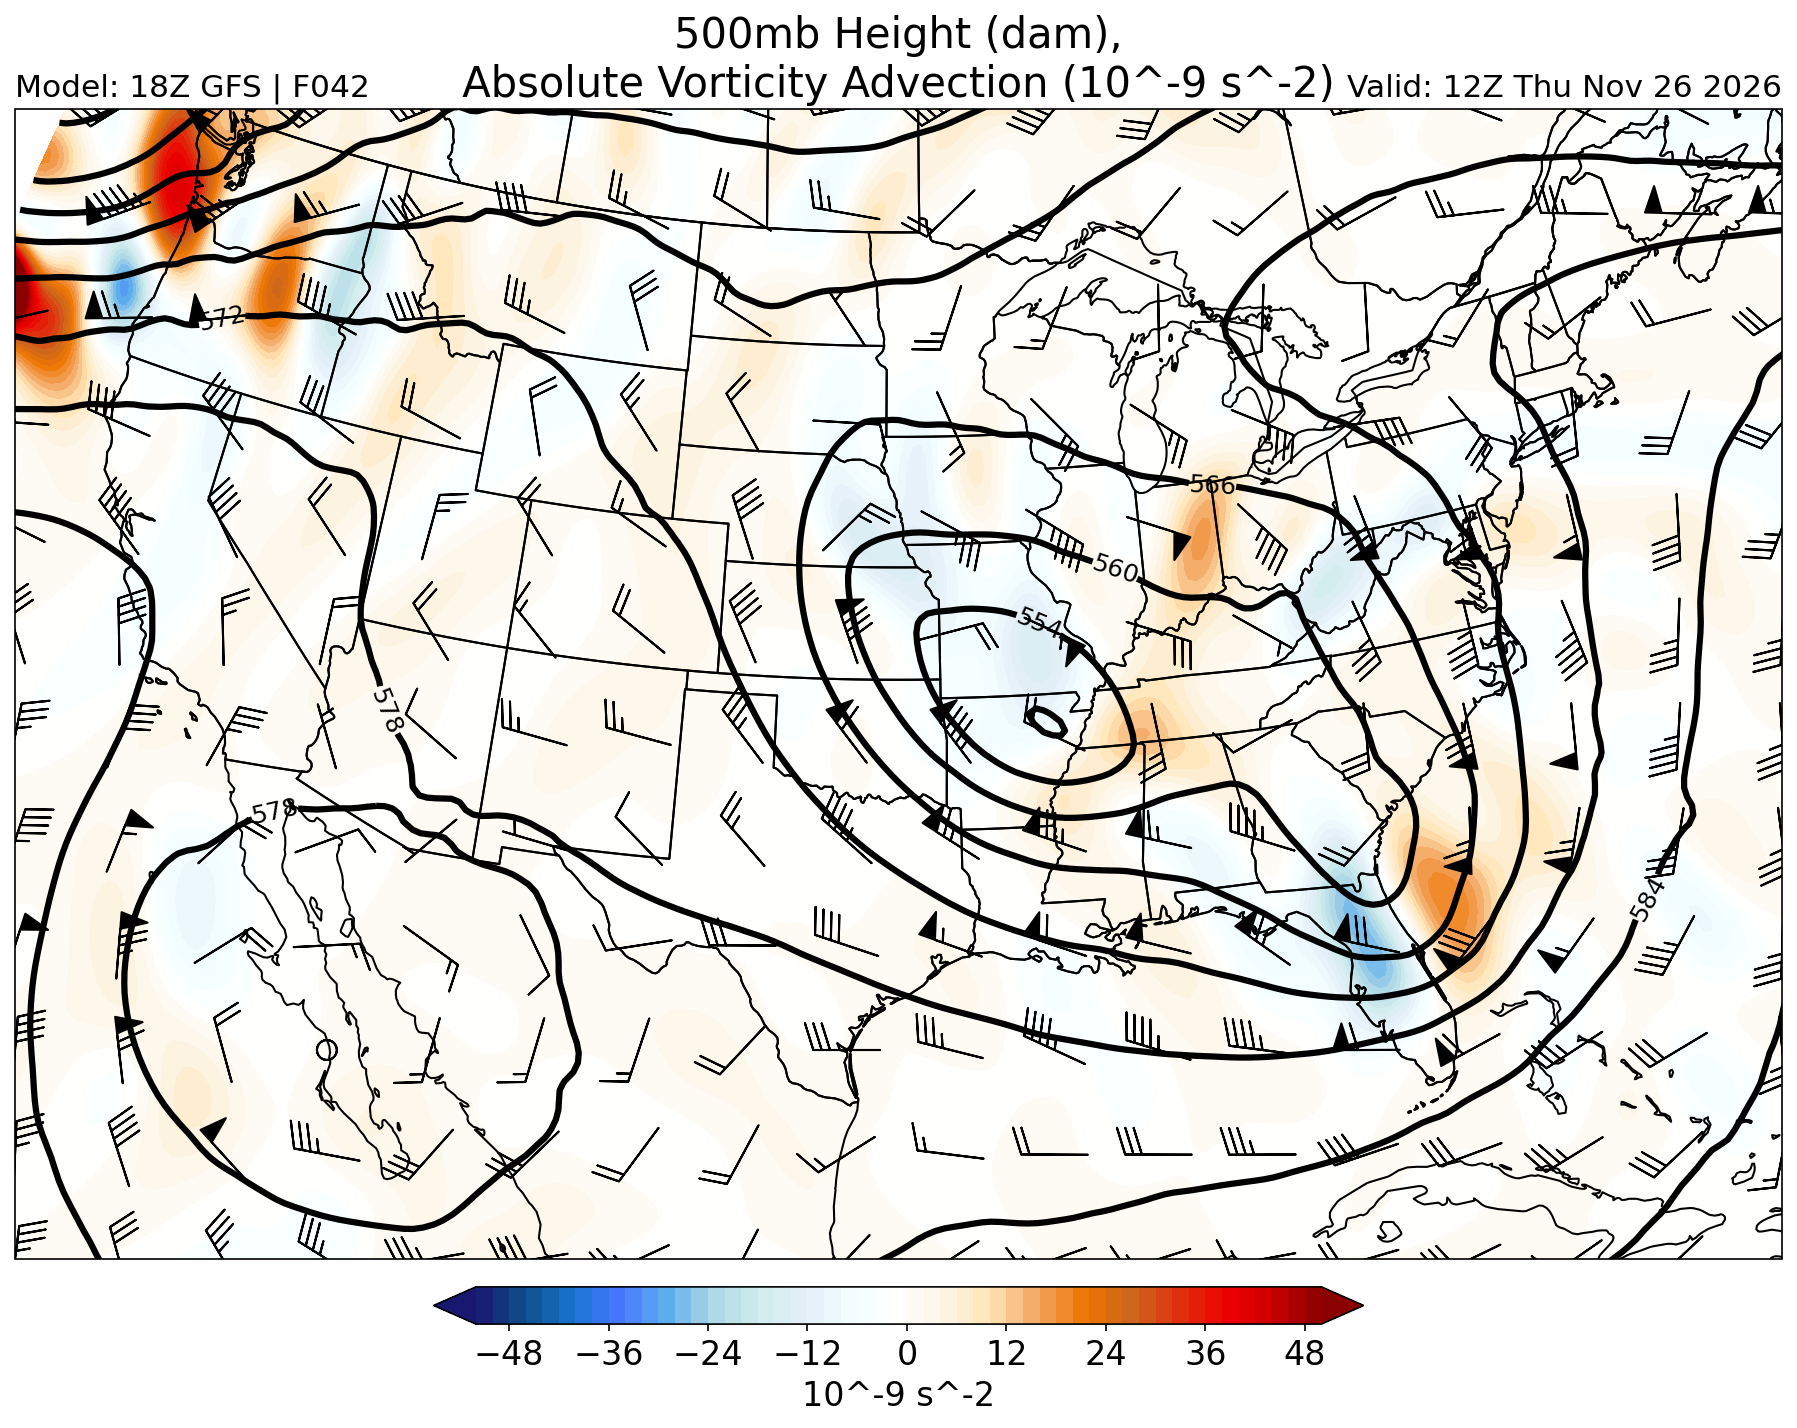 500mb Height (dam),
Model: 18Z GFS | F042
Absolute Vorticity Advection (10^-9 s^-2)
Valid: 12Z Thu Nov 26 2026
572
566
560
554
578
578
584
−48 −36 −24 −12 0 12 24 36 48
10^-9 s^-2